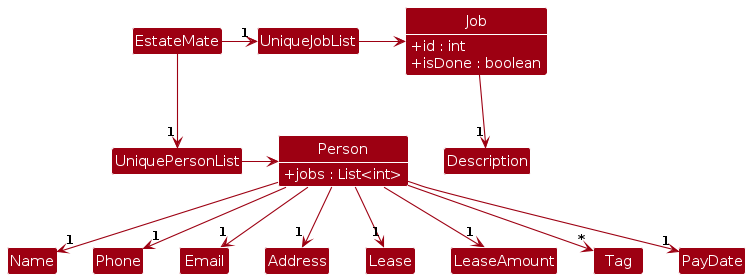 Job
EstateMate
1
UniqueJobList
+id : int
+isDone : boolean
1
1
Person
UniquePersonList
Description
+jobs : List<int>
1
1
1
1
1
1
*
1
Name
Phone
Email
Address
Lease
LeaseAmount
Tag
PayDate